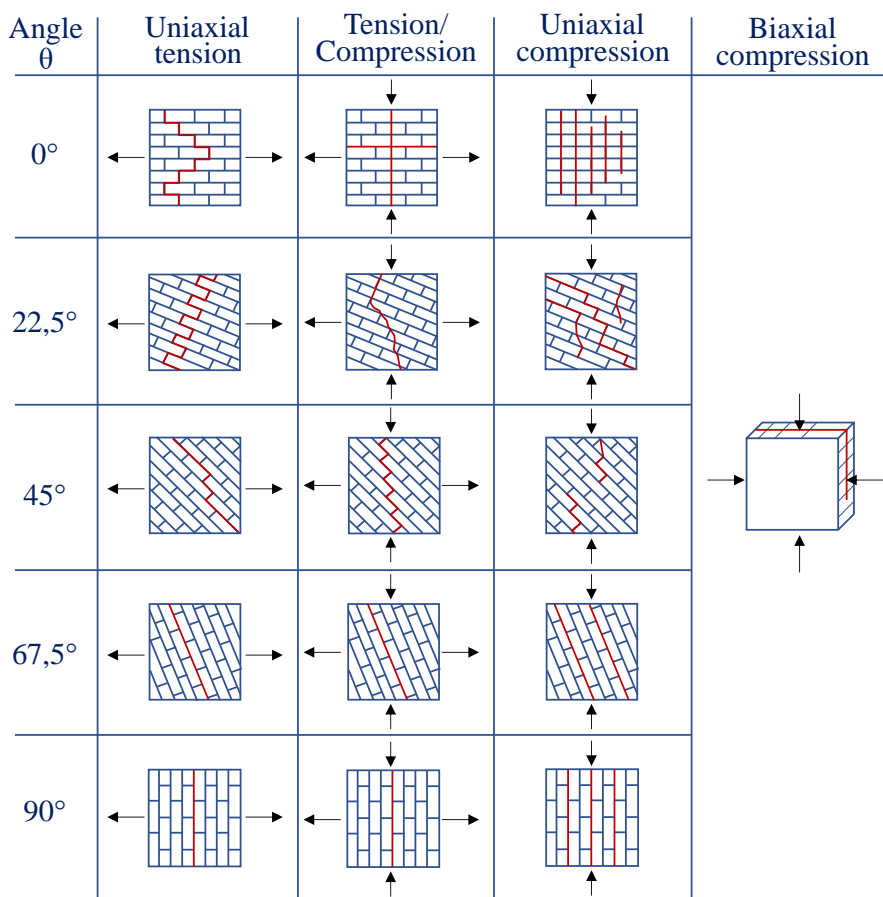 Angle
θ
Uniaxial
tension
Tension/
Compression
Uniaxial
compression
Biaxial
compression
0°
22,5°
45°
67,5°
90°